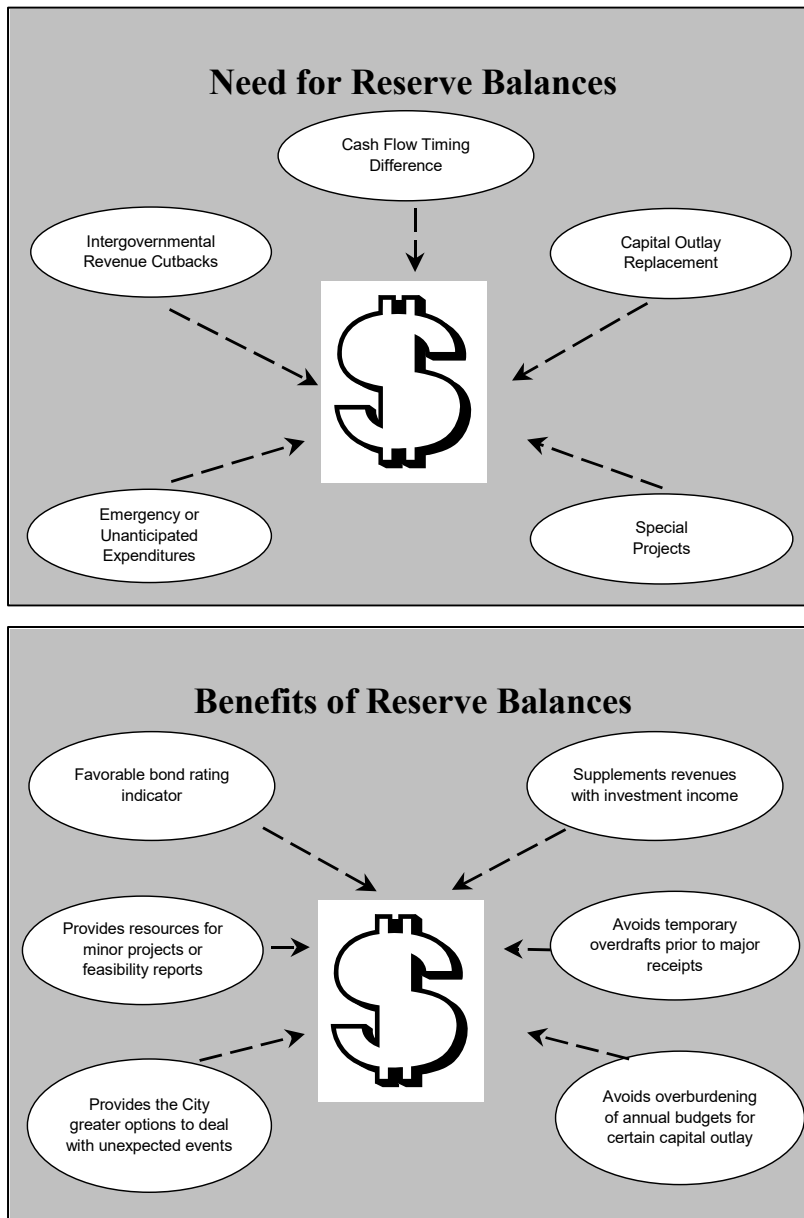 Need for Reserve Balances
Cash Flow Timing
Difference
Intergovernmental
Revenue Cutbacks
Capital Outlay
Replacement
Emergency or
Unanticipated
Expenditures
Special
Projects
Benefits of Reserve Balances
Favorable bond rating
indicator
Supplements revenues
with investment income
Provides resources for
minor projects or
feasibility reports
Avoids temporary
overdrafts prior to major
receipts
Provides the City
greater options to deal
with unexpected events
Avoids overburdening
of annual budgets for
certain capital outlay